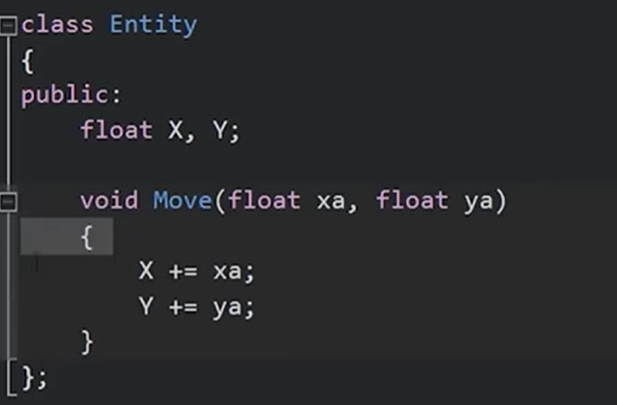 class Entity
{
public:
    float X, Y;

    void Move(float xa, float ya)
    {
        X += xa;
        Y += ya;
    }
};